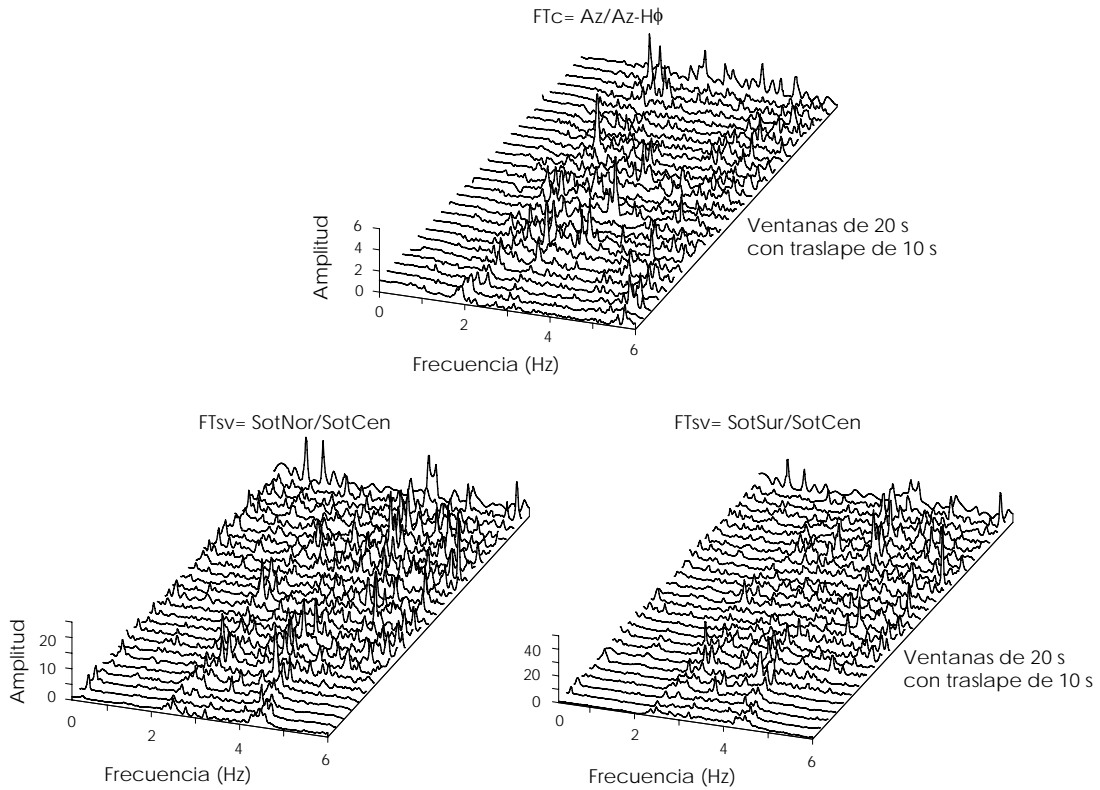 FTc= Az/Az-Hϕ
Amplitud
6
4
2
0
0
2
4
6
Frecuencia (Hz)
Ventanas de 20 s
con traslape de 10 s
FTsv= SotNor/SotCen
Amplitud
20
10
0
0
2
4
6
Frecuencia (Hz)
FTsv= SotSur/SotCen
40
20
0
0
2
4
6
Frecuencia (Hz)
Ventanas de 20 s
con traslape de 10 s